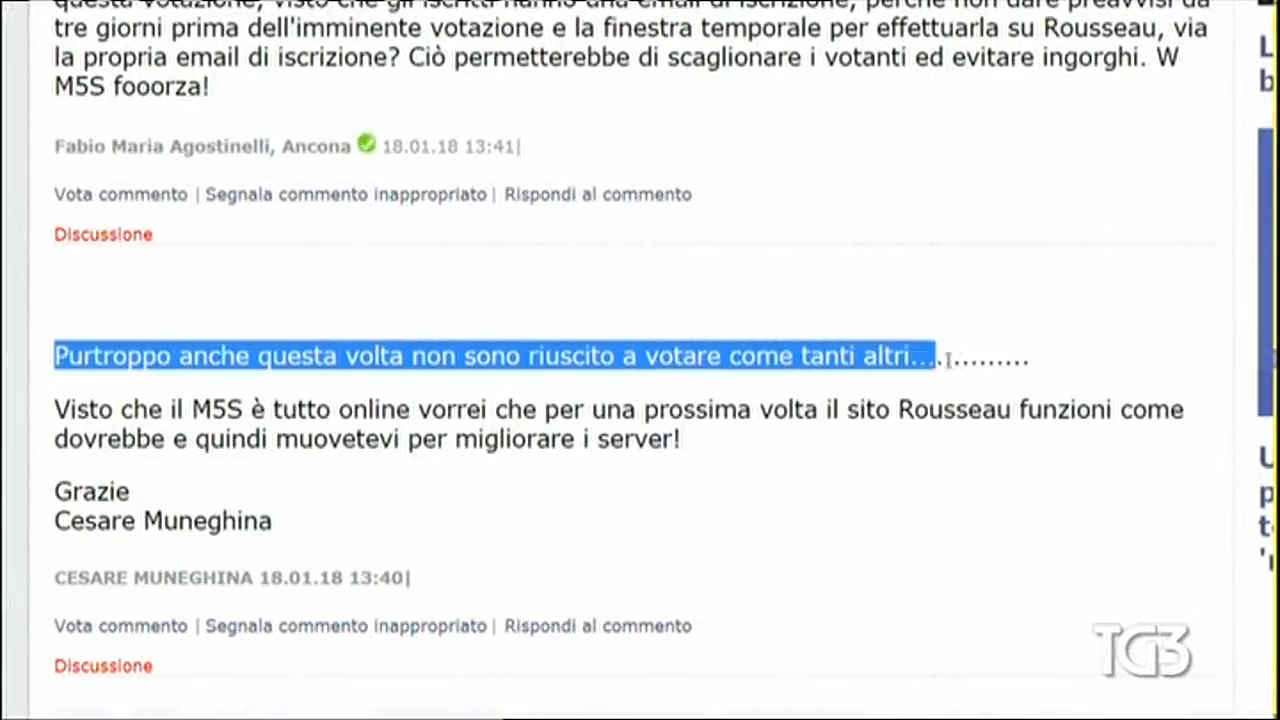 questa votazione, visto che gli iscritti hanno una email di iscrizione, perché non dare preavvisi da
tre giorni prima dell'imminente votazione e la finestra temporale per effettuarla su Rousseau, via
la propria email di iscrizione? Ciò permetterebbe di scaglionare i votanti ed evitare ingorghi. W
M5S fooorza!
Fabio Maria Agostinelli, Ancona 18.01.18 13:41|
Vota commento | Segnala commento inappropriato | Rispondi al commento
Discussione
Purtroppo anche questa volta non sono riuscito a votare come tanti altri.............
Visto che il M5S è tutto online vorrei che per una prossima volta il sito Rousseau funzioni come
dovrebbe e quindi muovetevi per migliorare i server!
Grazie
Cesare Muneghina
CESARE MUNEGHINA 18.01.18 13:40|
Vota commento | Segnala commento inappropriato | Rispondi al commento
Discussione
TG3